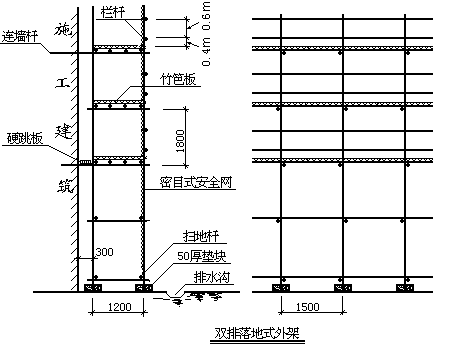 施工建筑
栏杆
0.4m 0.6m
连墙杆
竹笆板
1800
硬跳板
密目式安全网
扫地杆
300
50厚垫块
排水沟
1200
1500
双排落地式外架